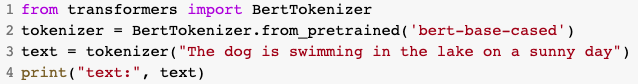 1 from transformers import BertTokenizer
2 tokenizer = BertTokenizer.from_pretrained('bert-base-cased')
3 text = tokenizer("The dog is swimming in the lake on a sunny day")
4 print("text:", text)